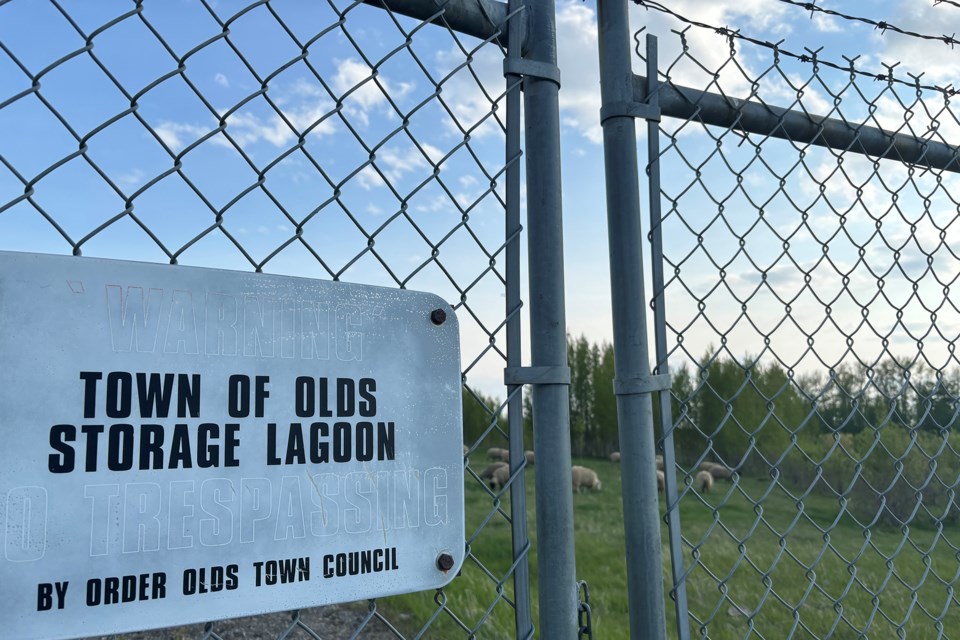 WARNING
TOWN OF OLDS
STORAGE LAGOON
O TRESPASSING
BY ORDER OLDS TOWN COUNCIL